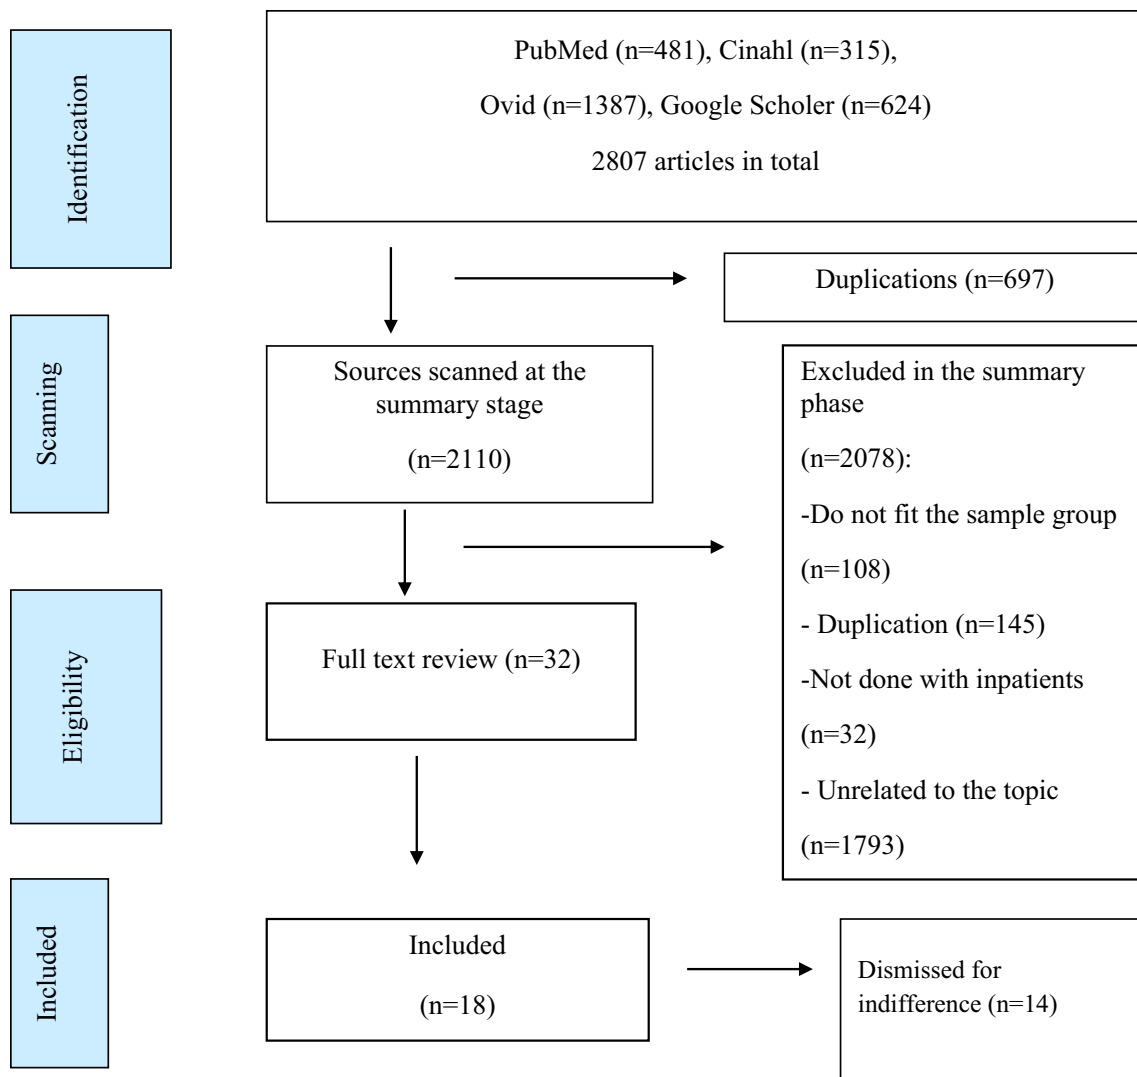 Identification
PubMed (n=481), Cinahl (n=315),
Ovid (n=1387), Google Scholer (n=624)
2807 articles in total
Duplications (n=697)
Scanning
Sources scanned at the
summary stage
(n=2110)
Excluded in the summary
phase
(n=2078):
-Do not fit the sample group
(n=108)
- Duplication (n=145)
-Not done with inpatients
(n=32)
- Unrelated to the topic
(n=1793)
Eligibility
Full text review (n=32)
Included
Included
(n=18)
Dismissed for
indifference (n=14)